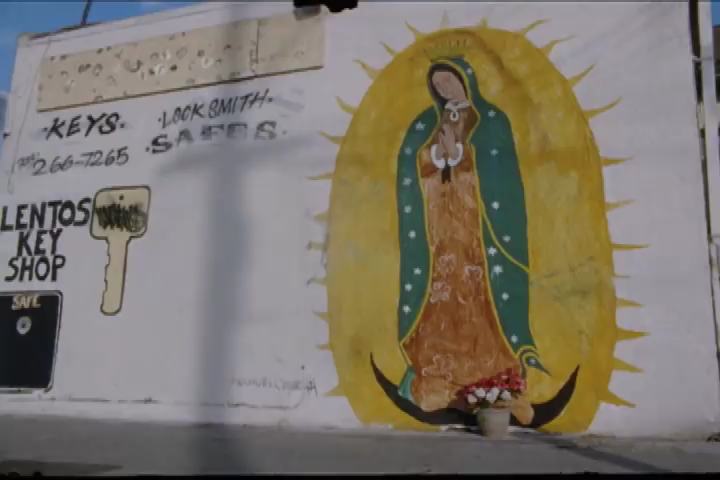 ·KEYS·
·LOCKSMITH·
·SAFES·
266-7265
LENTOS
KEY
SHOP
SAFE